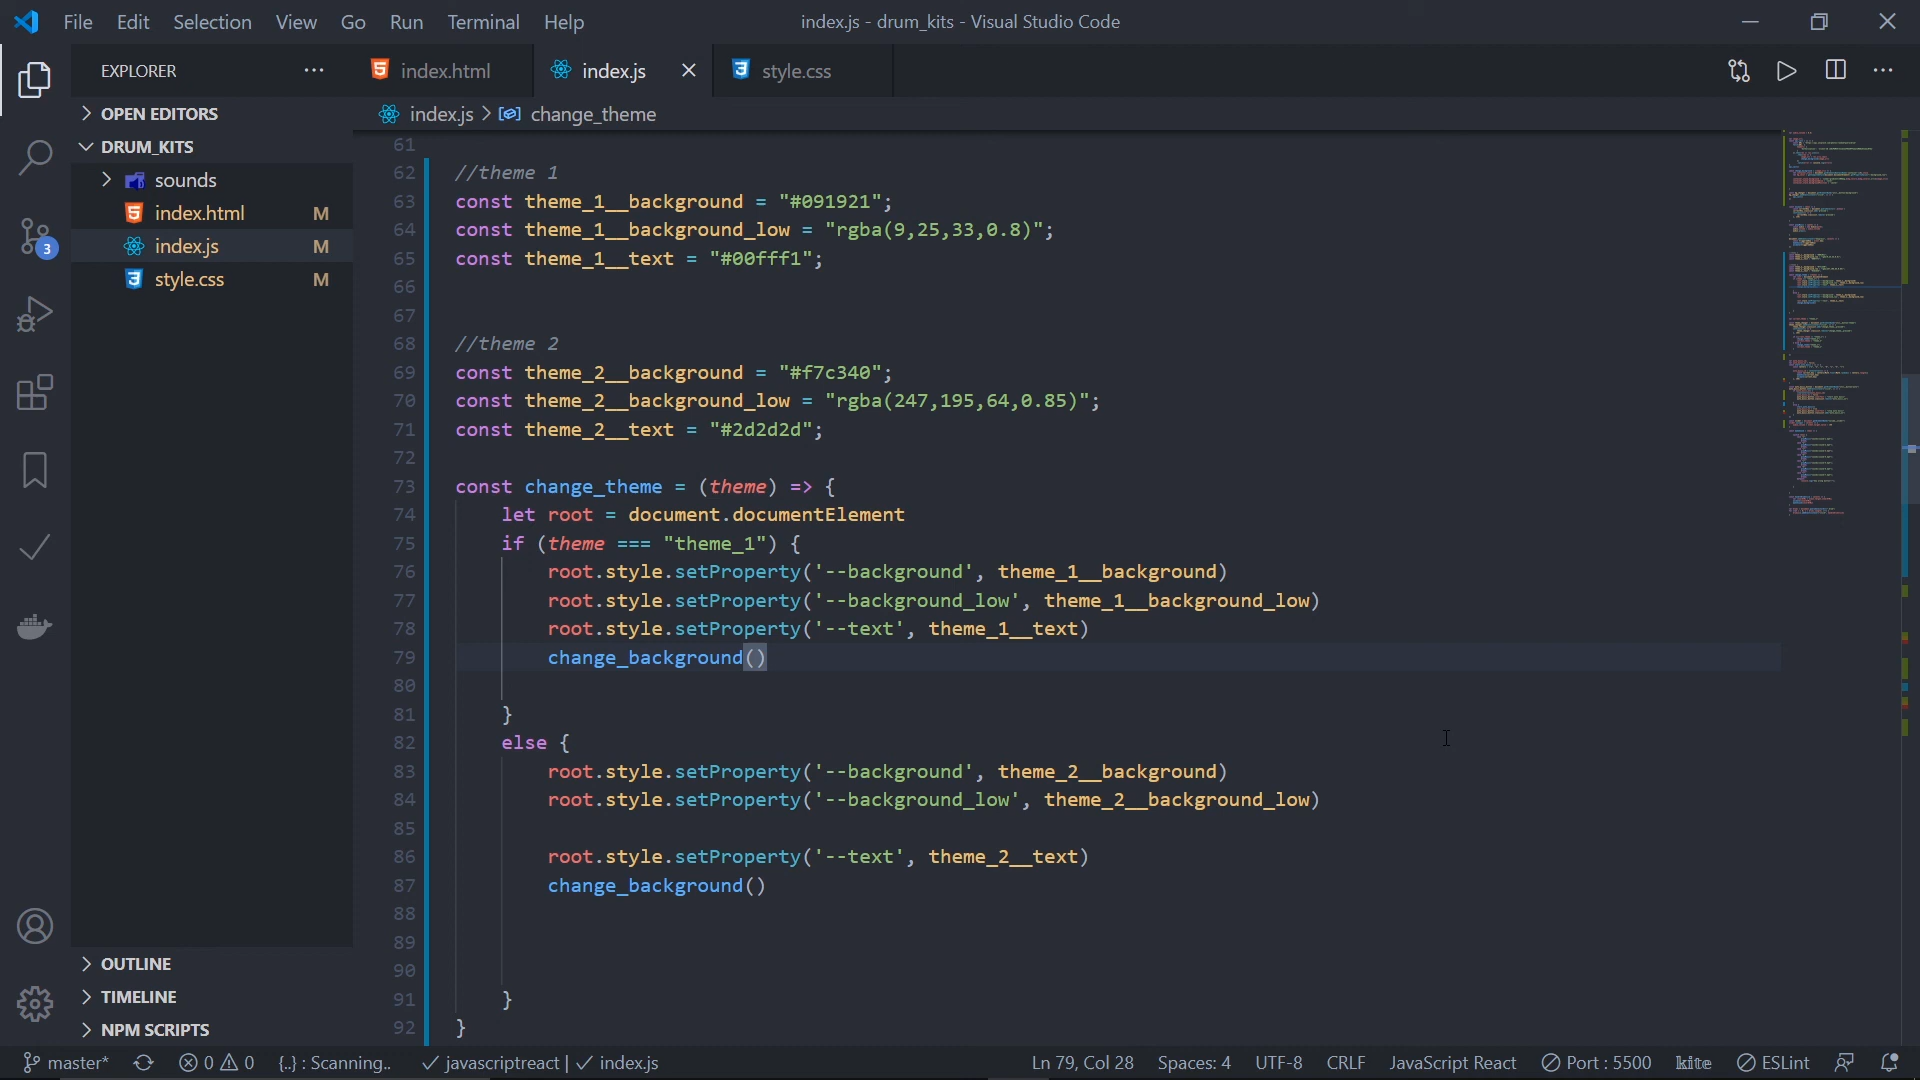 File Edit Selection View Go Run Terminal Help
index.js - drum_kits - Visual Studio Code
EXPLORER
index.html
index.js
style.css
index.js > change_theme
OPEN EDITORS
DRUM_KITS
sounds
index.html M
index.js M
style.css M
3
61
62 //theme 1
63 const theme_1__background = "#091921";
64 const theme_1__background_low = "rgba(9,25,33,0.8)";
65 const theme_1__text = "#00fff1";
66
67
68 //theme 2
69 const theme_2__background = "#f7c340";
70 const theme_2__background_low = "rgba(247,195,64,0.85)";
71 const theme_2__text = "#2d2d2d";
72
73 const change_theme = (theme) => {
74 let root = document.documentElement
75 if (theme === "theme_1") {
76 root.style.setProperty('--background', theme_1__background)
77 root.style.setProperty('--background_low', theme_1__background_low)
78 root.style.setProperty('--text', theme_1__text)
79 change_background()
80
81 }
82 else {
83 root.style.setProperty('--background', theme_2__background)
84 root.style.setProperty('--background_low', theme_2__background_low)
85
86 root.style.setProperty('--text', theme_2__text)
87 change_background()
88
89
90
91 }
92 }
OUTLINE
TIMELINE
NPM SCRIPTS
master* 0 0 {..} : Scanning.. javascriptreact | index.js
Ln 79, Col 28 Spaces: 4 UTF-8 CRLF JavaScript React Port : 5500 kite ESLint